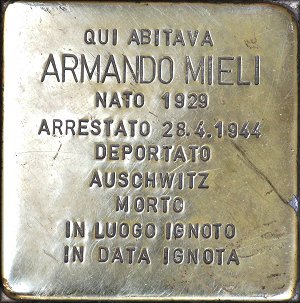 QUI ABITAVA
ARMANDO MIELI
NATO 1929
ARRESTATO 28.4.1944
DEPORTATO
AUSCHWITZ
MORTO
IN LUOGO IGNOTO
IN DATA IGNOTA